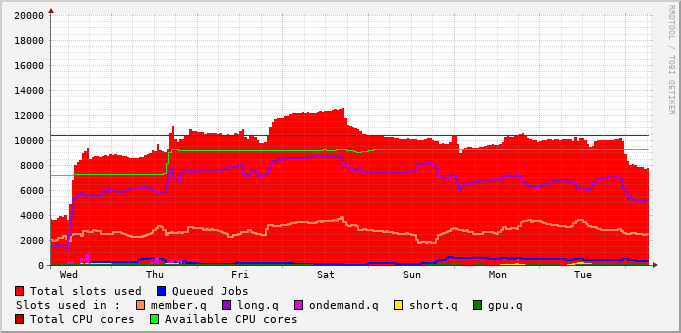 RRDTOOL / TOBI OETIKER
20000
18000
16000
14000
12000
10000
8000
6000
4000
2000
0
Wed Thu Fri Sat Sun Mon Tue
Total slots used Queued Jobs
Slots used in : member.q long.q ondemand.q short.q gpu.q
Total CPU cores Available CPU cores